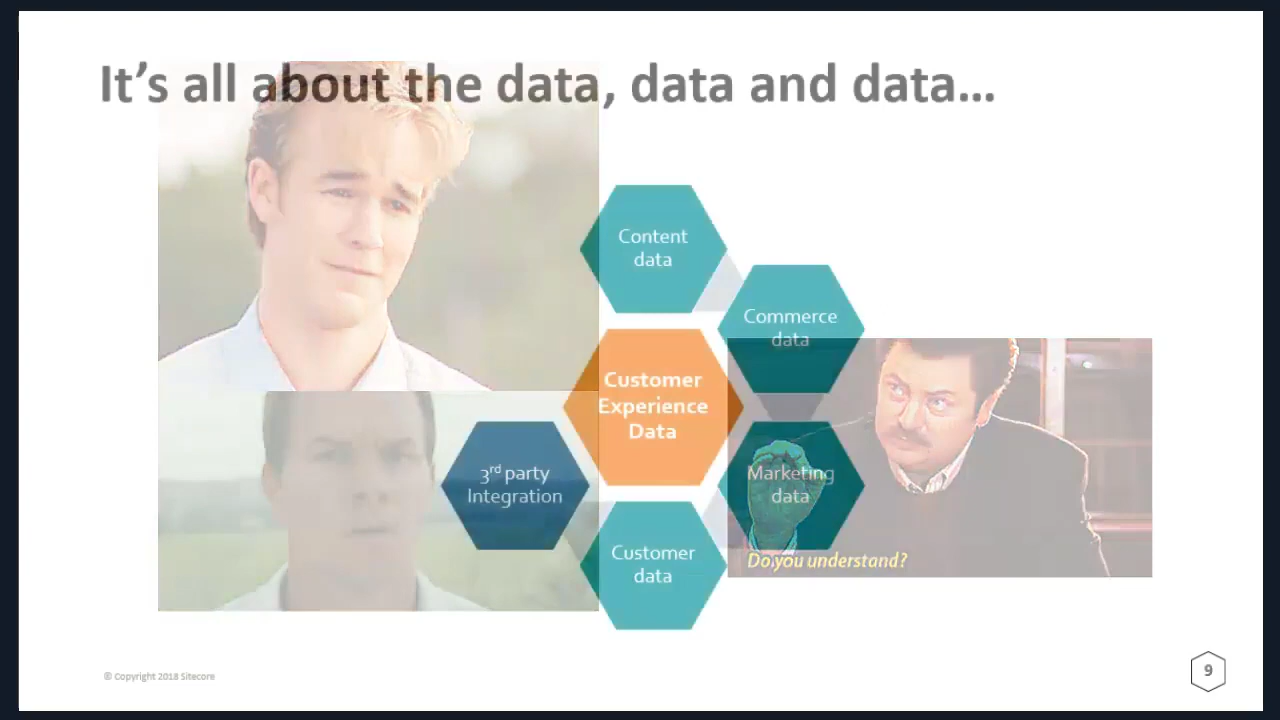 It's all about the data, data and data...
Content
data
Commerce
data
Customer
Experience
Data
3rd party
Integration
Marketing
data
Customer
data
Do you understand?
© Copyright 2018 Sitecore
9